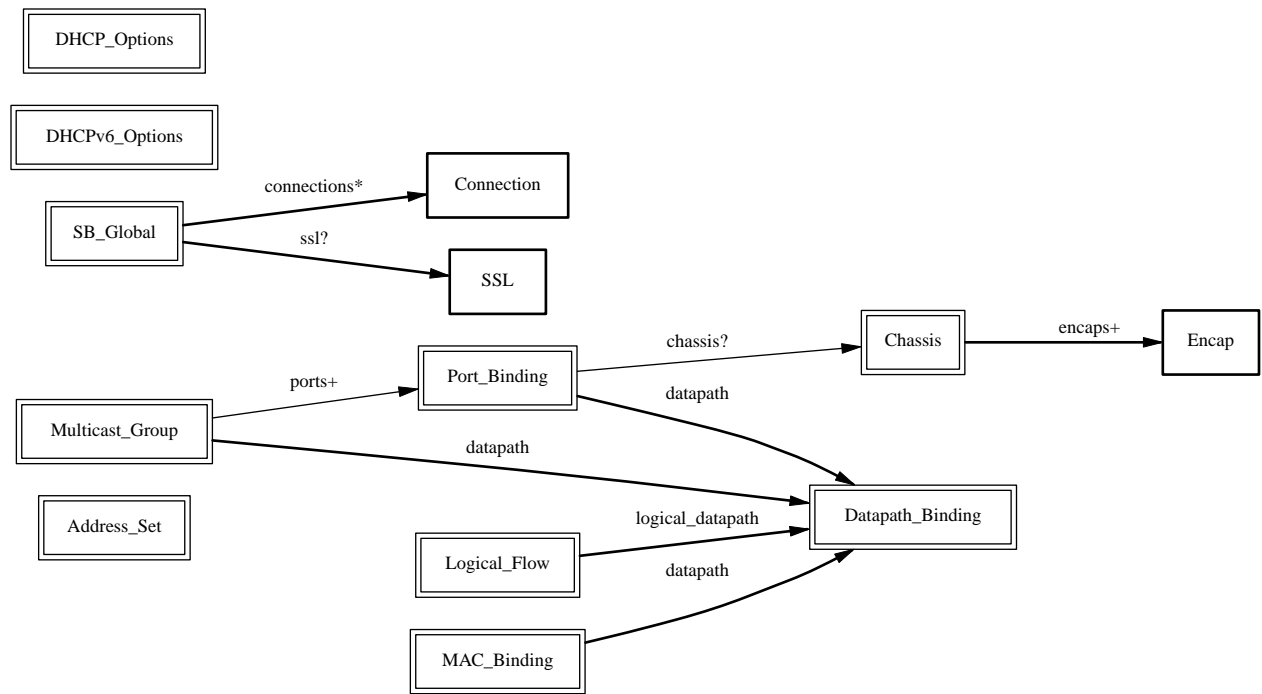 DHCP_Options
DHCPv6_Options
connections*
Connection
SB_Global
ssl?
SSL
chassis?
Chassis
encaps+
Encap
ports+
Port_Binding
datapath
Multicast_Group
datapath
Address_Set
logical_datapath
Datapath_Binding
Logical_Flow
datapath
MAC_Binding